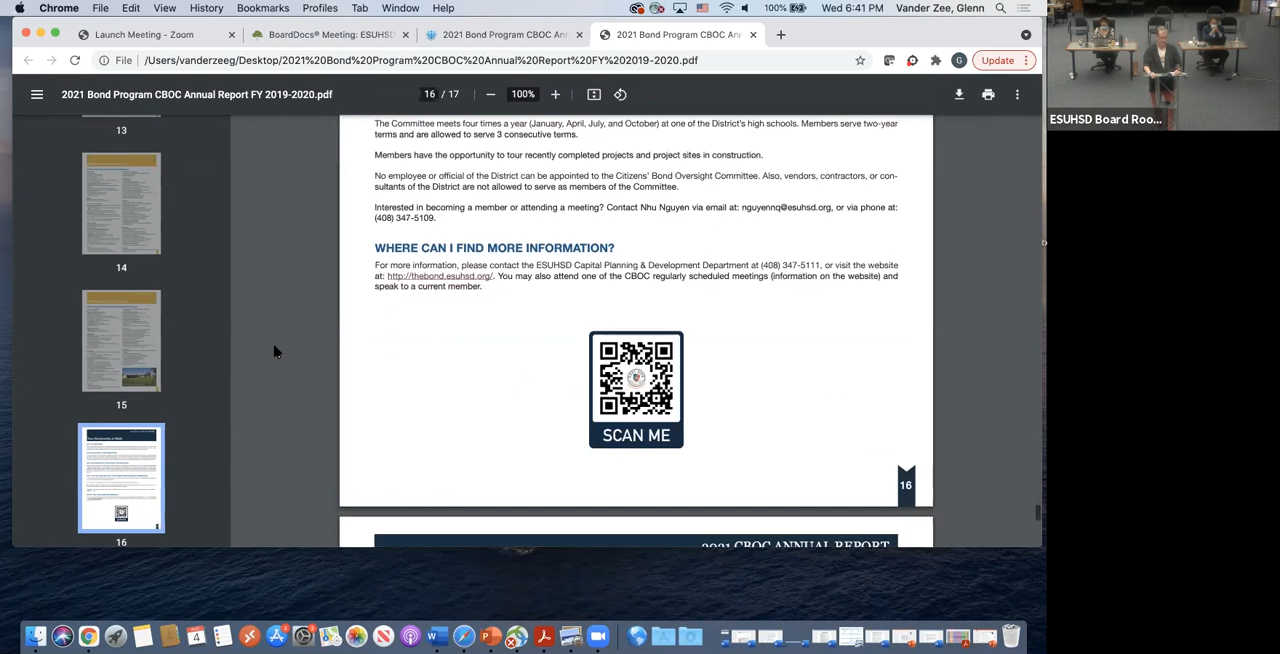 Chrome File Edit View History Bookmarks Profiles Tab Window Help 100% Wed 6:41 PM Vander Zee, Glenn
Launch Meeting - Zoom
BoardDocs® Meeting: ESUHSD
2021 Bond Program CBOC An
2021 Bond Program CBOC An
File /Users/vanderzeeg/Desktop/2021%20Bond%20Program%20CBOC%20Annual%20Report%20FY%202019-2020.pdf G Update
2021 Bond Program CBOC Annual Report FY 2019-2020.pdf 16 / 17 100%
ESUHSD Board Roo...
13
14
15
16
The Committee meets four times a year (January, April, July, and October) at one of the District's high schools. Members serve two-year
terms and are allowed to serve 3 consecutive terms.
Members have the opportunity to tour recently completed projects and project sites in construction.
No employee or official of the District can be appointed to the Citizens' Bond Oversight Committee. Also, vendors, contractors, or con-
sultants of the District are not allowed to serve as members of the Committee.
Interested in becoming a member or attending a meeting? Contact Nhu Nguyen via email at: nguyennq@esuhsd.org, or via phone at:
(408) 347-5109.
WHERE CAN I FIND MORE INFORMATION?
For more information, please contact the ESUHSD Capital Planning & Development Department at (408) 347-5111, or visit the website
at: http://thebond.esuhsd.org/. You may also attend one of the CBOC regularly scheduled meetings (information on the website) and
speak to a current member.
SCAN ME
16
2021 CBOC ANNUAL REPORT